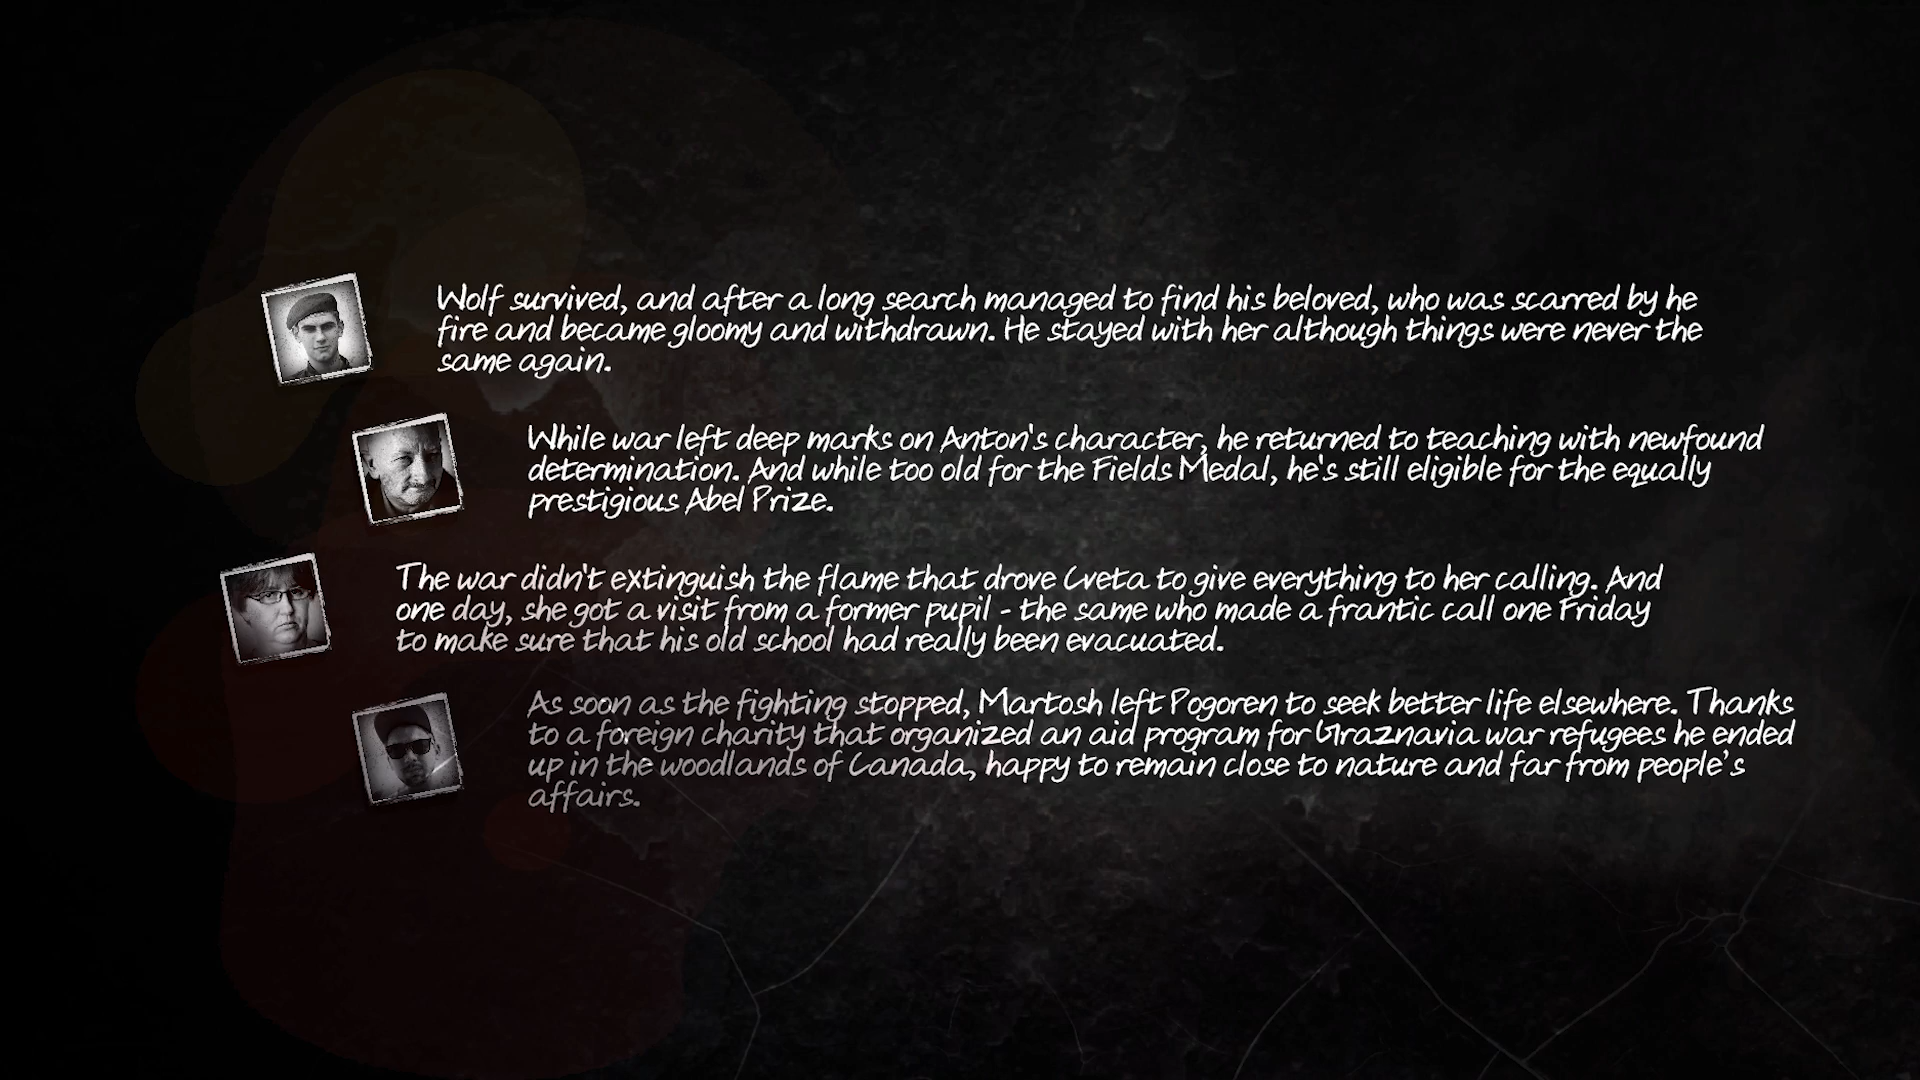 Wolf survived, and after a long search managed to find his beloved, who was scarred by he
fire and became gloomy and withdrawn. He stayed with her although things were never the
same again.
While war left deep marks on Anton's character, he returned to teaching with newfound
determination. And while too old for the Fields Medal, he's still eligible for the equally
prestigious Abel Prize.
The war didn't extinguish the flame that drove Cveta to give everything to her calling. And
one day, she got a visit from a former pupil - the same who made a frantic call one Friday
to make sure that his old school had really been evacuated.
As soon as the fighting stopped, Martosh left Pogoren to seek better life elsewhere. Thanks
to a foreign charity that organized an aid program for Graznavia war refugees he ended
up in the woodlands of Canada, happy to remain close to nature and far from people's
affairs.